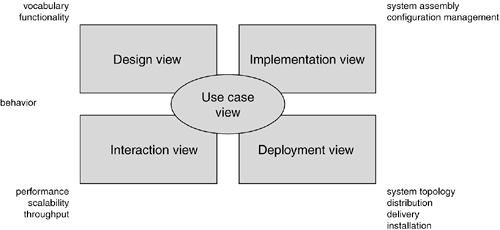 vocabulary
functionality
system assembly
configuration management
Design view
Implementation view
Use case
view
behavior
Interaction view
Deployment view
performance
scalability
throughput
system topology
distribution
delivery
installation